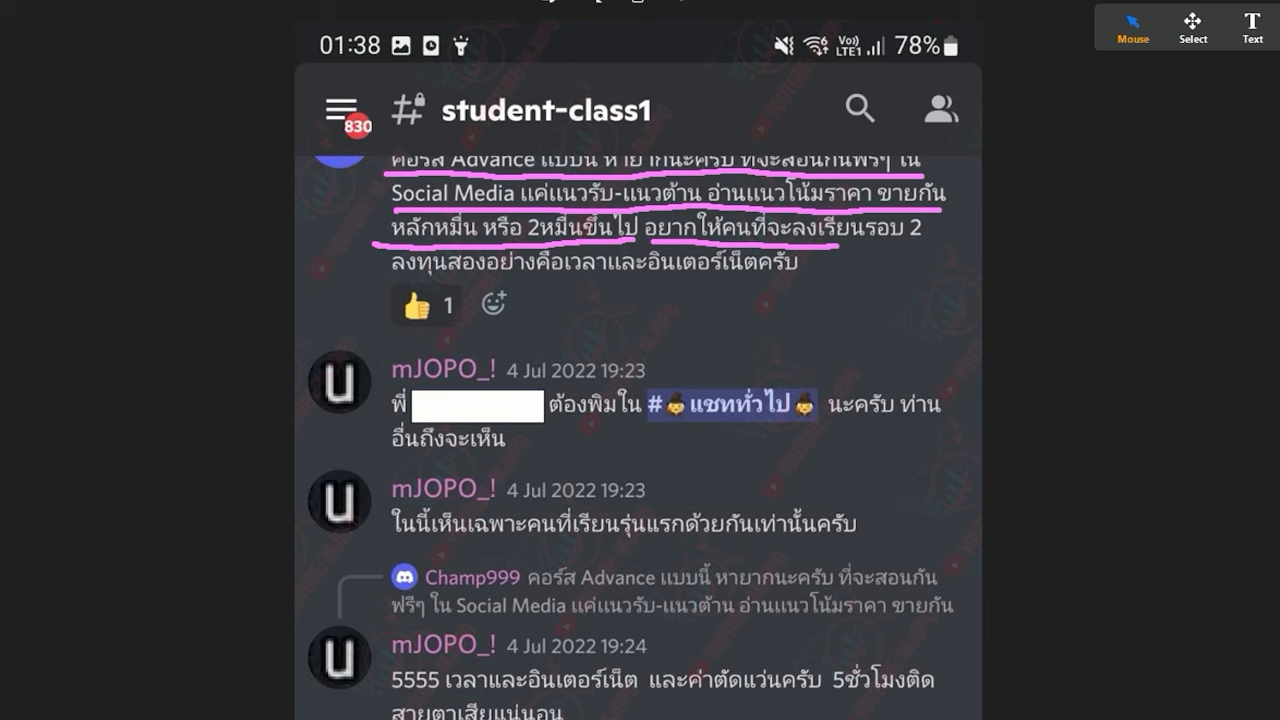 01:38
Vo)) LTE1 78%
Mouse Select Text
830
student-class1
คอร์ส Advance แบบนี้ หายากนะครับ ที่จะสอนกันฟรีๆ ใน
Social Media แค่แนวรับ-แนวต้าน อ่านแนวโน้มราคา ขายกัน
หลักหมื่น หรือ 2หมื่นขึ้นไป อยากให้คนที่จะลงเรียนรอบ 2
ลงทุนสองอย่างคือเวลาและอินเตอร์เน็ตครับ
👍 1
mJOPO_! 4 Jul 2022 19:23
พี่ ต้องพิมใน #แชททั่วไป นะครับ ท่าน
อื่นถึงจะเห็น
mJOPO_! 4 Jul 2022 19:23
ในนี้เห็นเฉพาะคนที่เรียนรุ่นแรกด้วยกันเท่านั้นครับ
Champ999 คอร์ส Advance แบบนี้ หายากนะครับ ที่จะสอนกัน
ฟรีๆ ใน Social Media แค่แนวรับ-แนวต้าน อ่านแนวโน้มราคา ขายกัน
mJOPO_! 4 Jul 2022 19:24
5555 เวลาและอินเตอร์เน็ต และค่าตัดแว่นครับ 5ชั่วโมงติด
สายตาเสียแน่นอน